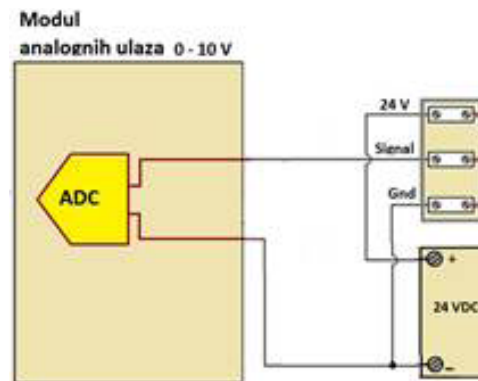 Modul
analognih ulaza 0 - 10 V
24 V
Signal
ADC
Gnd
+
24 VDC
-